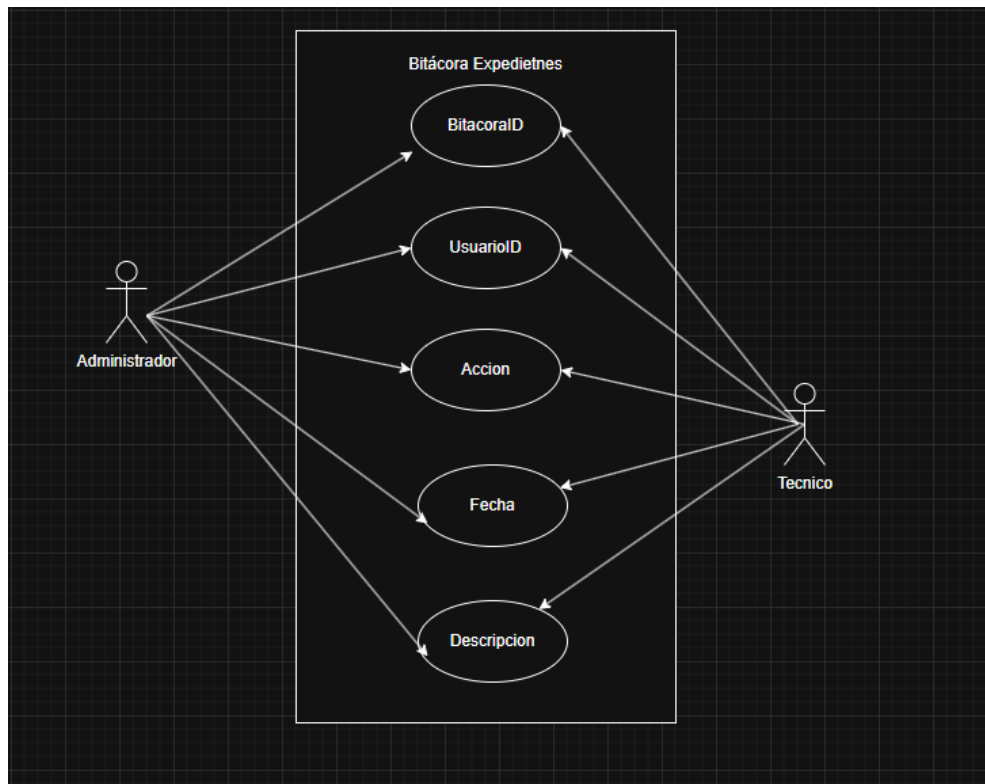 Bitácora Expedietnes
BitacoraID
UsuarioID
Administrador
Accion
Tecnico
Fecha
Descripcion